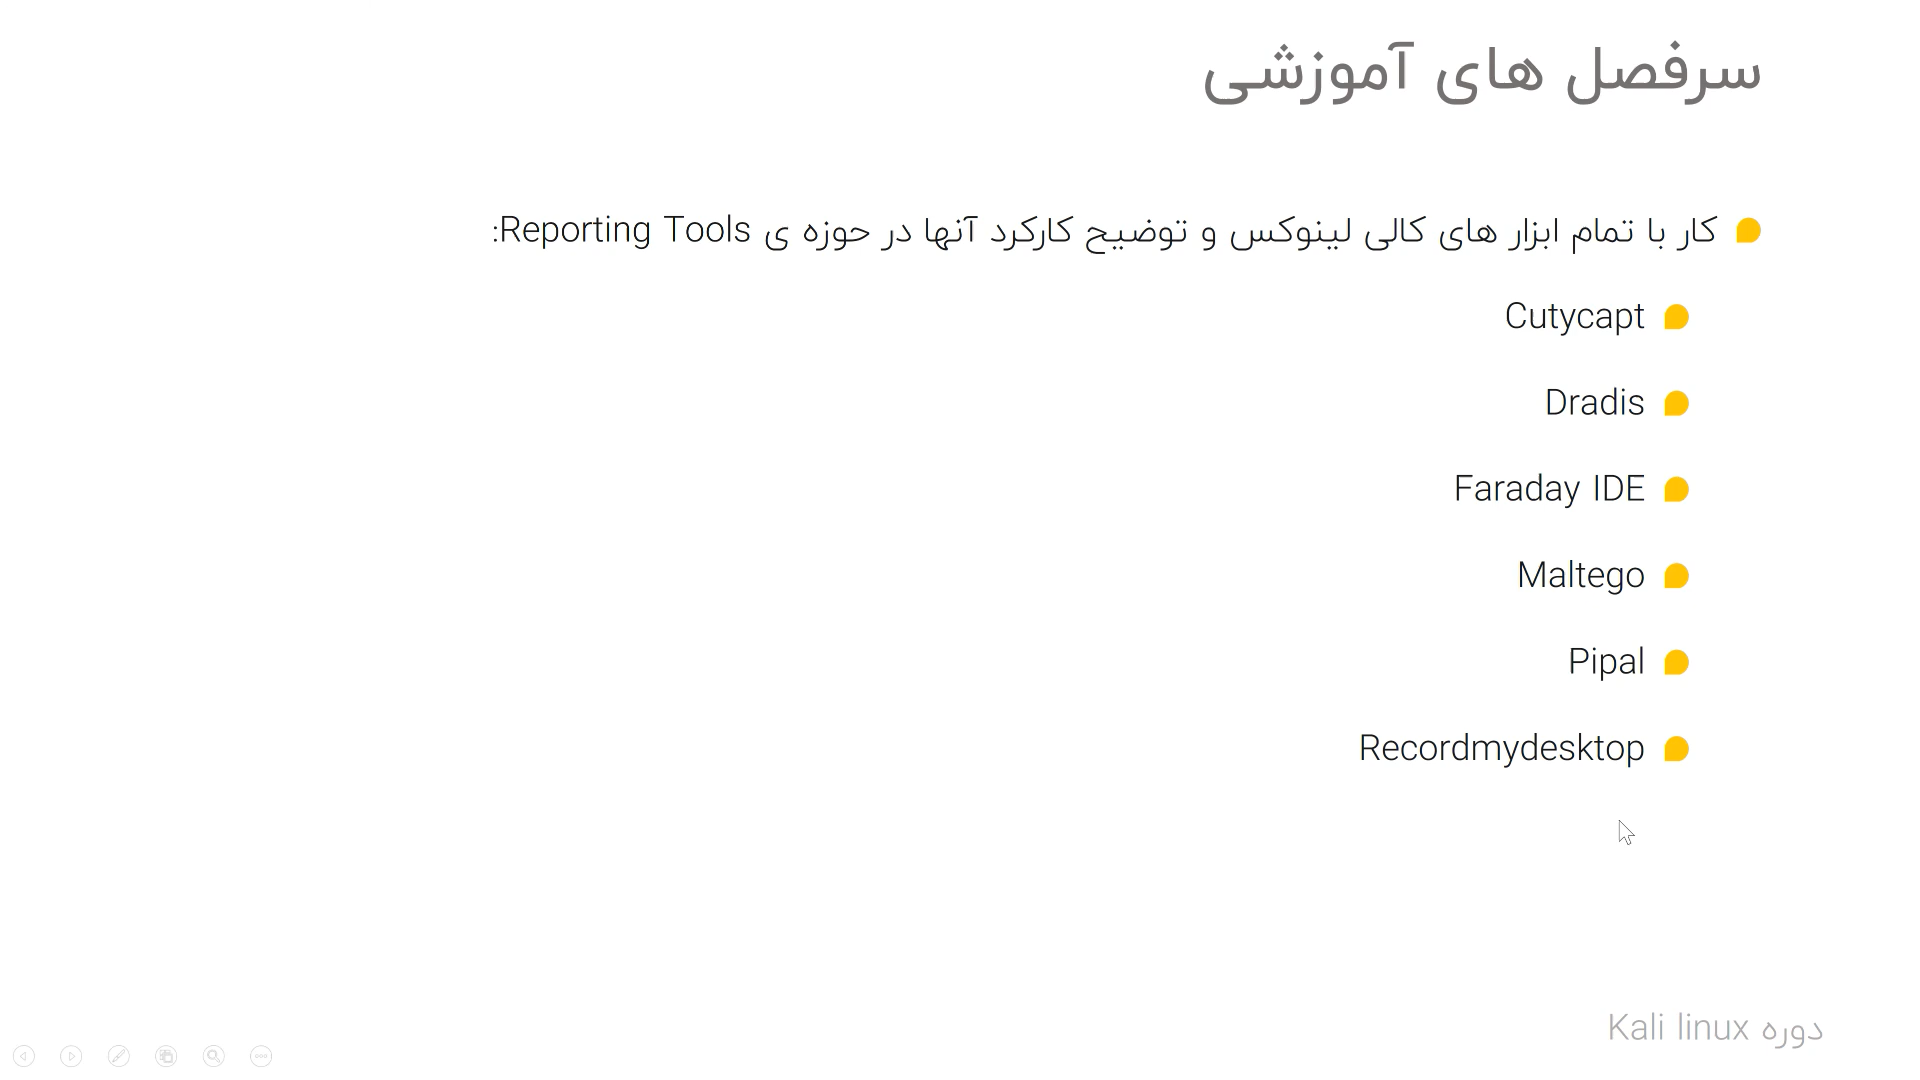 سرفصل های آموزشی
کار با تمام ابزار های کالی لینوکس و توضیح کارکرد آنها در حوزه ی Reporting Tools:
Cutycapt
Dradis
Faraday IDE
Maltego
Pipal
Recordmydesktop
دوره Kali linux